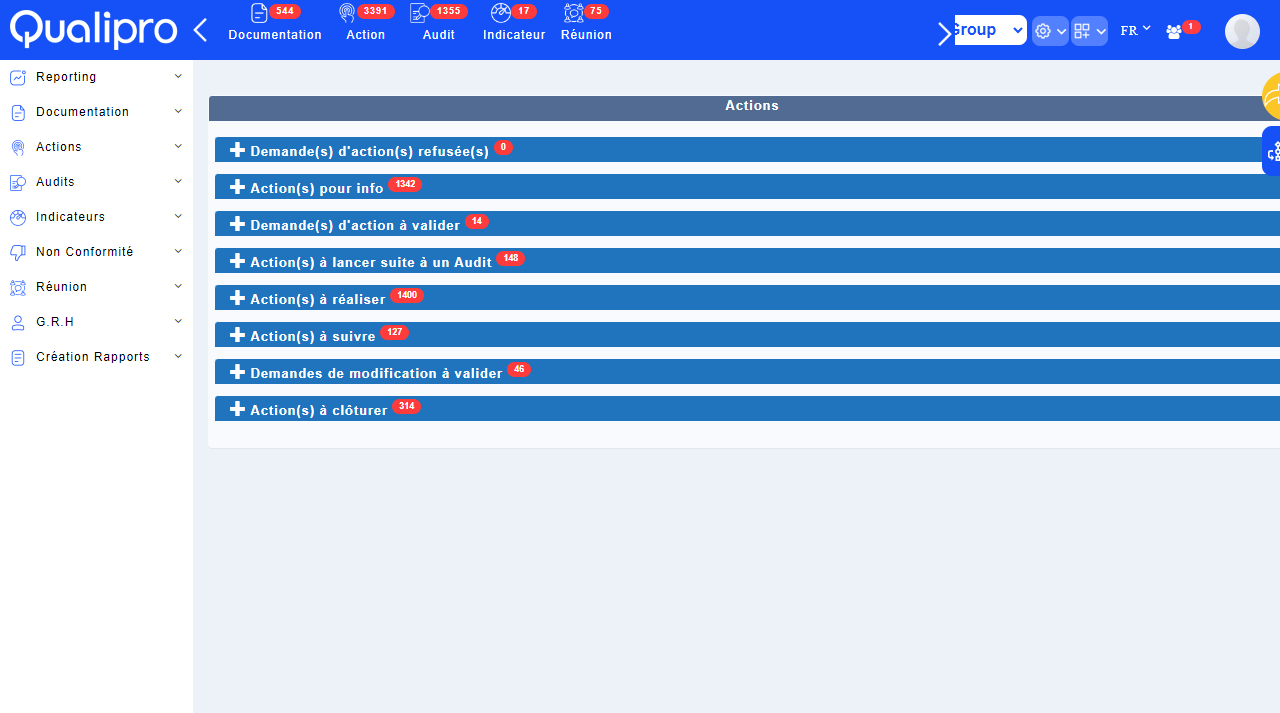 Qualipro
544 3391 1355 17 75
Documentation Action Audit Indicateur Réunion
Group FR 1
Reporting
Documentation
Actions
Audits
Indicateurs
Non Conformité
Réunion
G.R.H
Création Rapports
Actions
Demande(s) d'action(s) refusée(s) 0
Action(s) pour info 1342
Demande(s) d'action à valider 14
Action(s) à lancer suite à un Audit 148
Action(s) à réaliser 1400
Action(s) à suivre 127
Demandes de modification à valider 46
Action(s) à clôturer 314